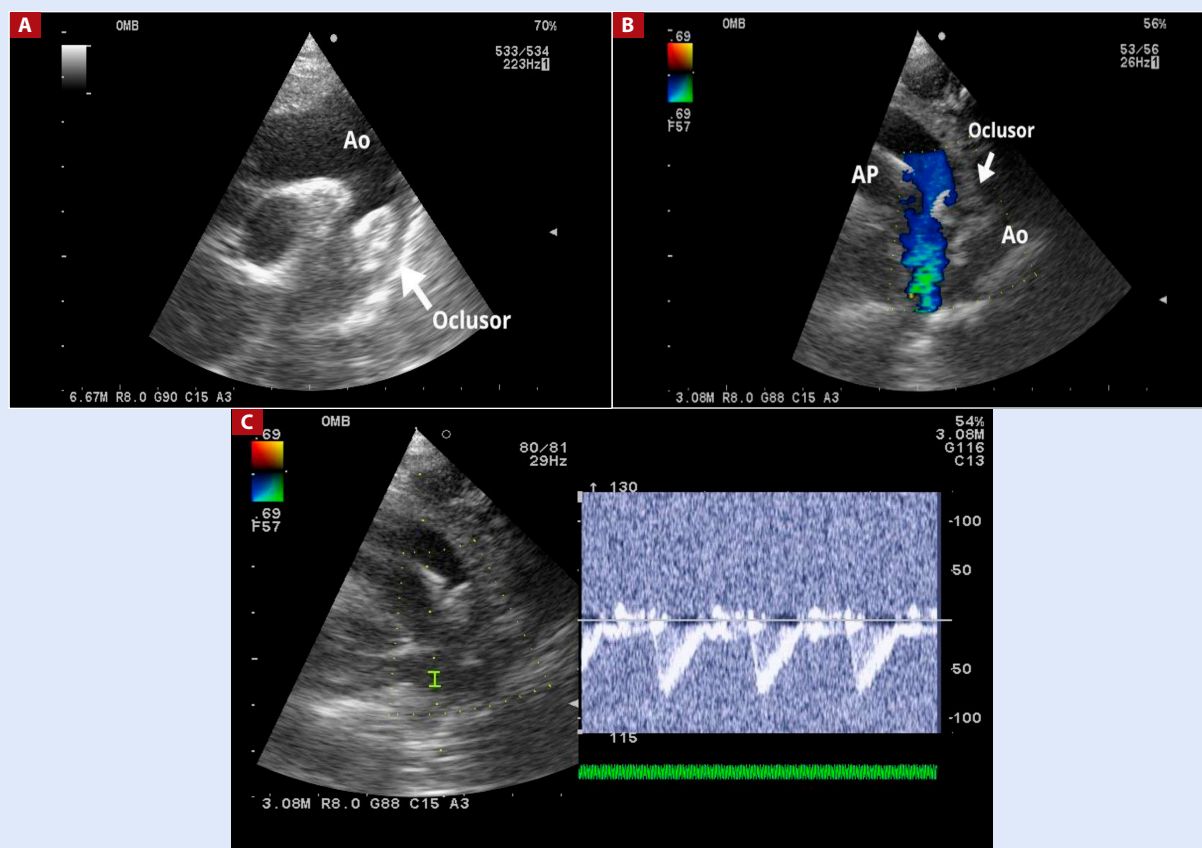 A
OMB
70%
533/534
223Hz1
Ao
Oclusor
6.67M R8.0 G90 C15 A3
B
OMB
56%
.69
53/56
26Hz1
.69
F57
Oclusor
AP
Ao
3.08M R8.0 G88 C15 A3
C
OMB
54%
3.08M
G116
C13
.69
80/81
29Hz
.69
F57
↑ 130
-100
50
50
-100
115
3.08M R8.0 G88 C15 A3